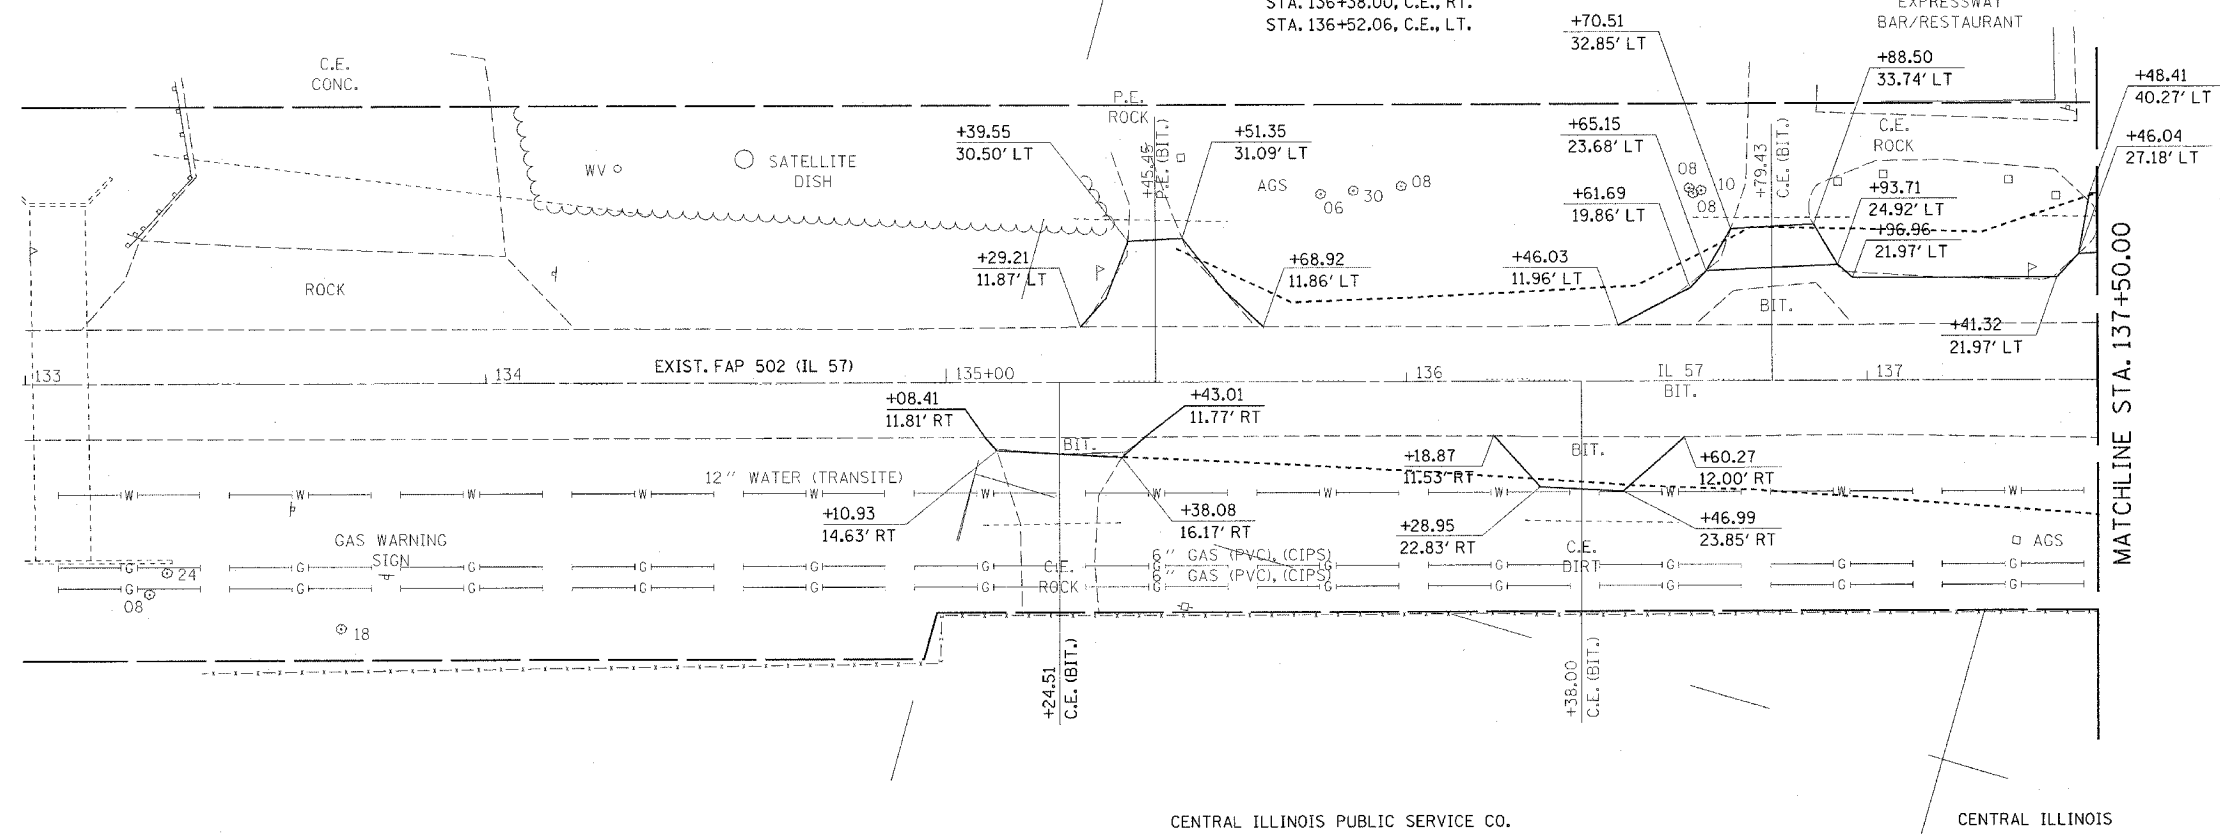 STA. 136+38.00, C.E., RT.
STA. 136+52.06, C.E., LT.
EXPRESSWAY
BAR/RESTAURANT
+70.51
32.85' LT
+88.50
33.74' LT
+48.41
40.27' LT
C.E.
CONC.
P.E.
ROCK
+39.55
30.50' LT
+45.45
P.E. (BIT.)
+51.35
31.09' LT
+65.15
23.68' LT
+79.43
C.E. (BIT.)
C.E.
ROCK
+46.04
27.18' LT
WV
SATELLITE
DISH
AGS
06
30
08
08
10
08
+61.69
19.86' LT
+93.71
24.92' LT
+96.96
21.97' LT
+29.21
11.87' LT
+68.92
11.86' LT
+46.03
11.96' LT
ROCK
BIT.
+41.32
21.97' LT
MATCHLINE STA. 137+50.00
133
134
EXIST. FAP 502 (IL 57)
135+00
136
IL 57
BIT.
137
+08.41
11.81' RT
+43.01
11.77' RT
BIT.
BIT.
+18.87
11.53' RT
+60.27
12.00' RT
12" WATER (TRANSITE)
W W W W W W W W W W W W
+10.93
14.63' RT
+38.08
16.17' RT
+28.95
22.83' RT
+46.99
23.85' RT
GAS WARNING
SIGN
6" GAS (PVC), (CIPS)
6" GAS (PVC), (CIPS)
C.E.
DIRT
AGS
G G G G G G G G G G G G
G G G G G G G G G G G G
C.E.
ROCK
24
08
18
+24.51
C.E. (BIT.)
+38.00
C.E. (BIT.)
CENTRAL ILLINOIS PUBLIC SERVICE CO.
CENTRAL ILLINOIS